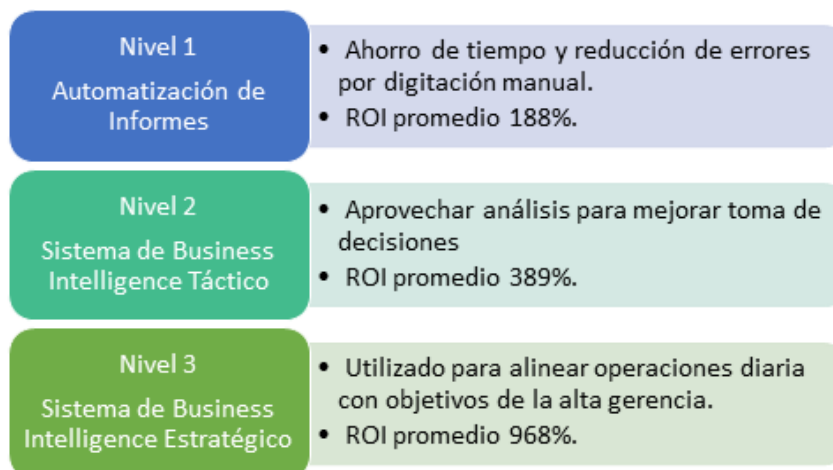 Nivel 1
Automatización de
Informes
• Ahorro de tiempo y reducción de errores
por digitación manual.
• ROI promedio 188%.
Nivel 2
Sistema de Business
Intelligence Táctico
• Aprovechar análisis para mejorar toma de
decisiones
• ROI promedio 389%.
Nivel 3
Sistema de Business
Intelligence Estratégico
• Utilizado para alinear operaciones diaria
con objetivos de la alta gerencia.
• ROI promedio 968%.